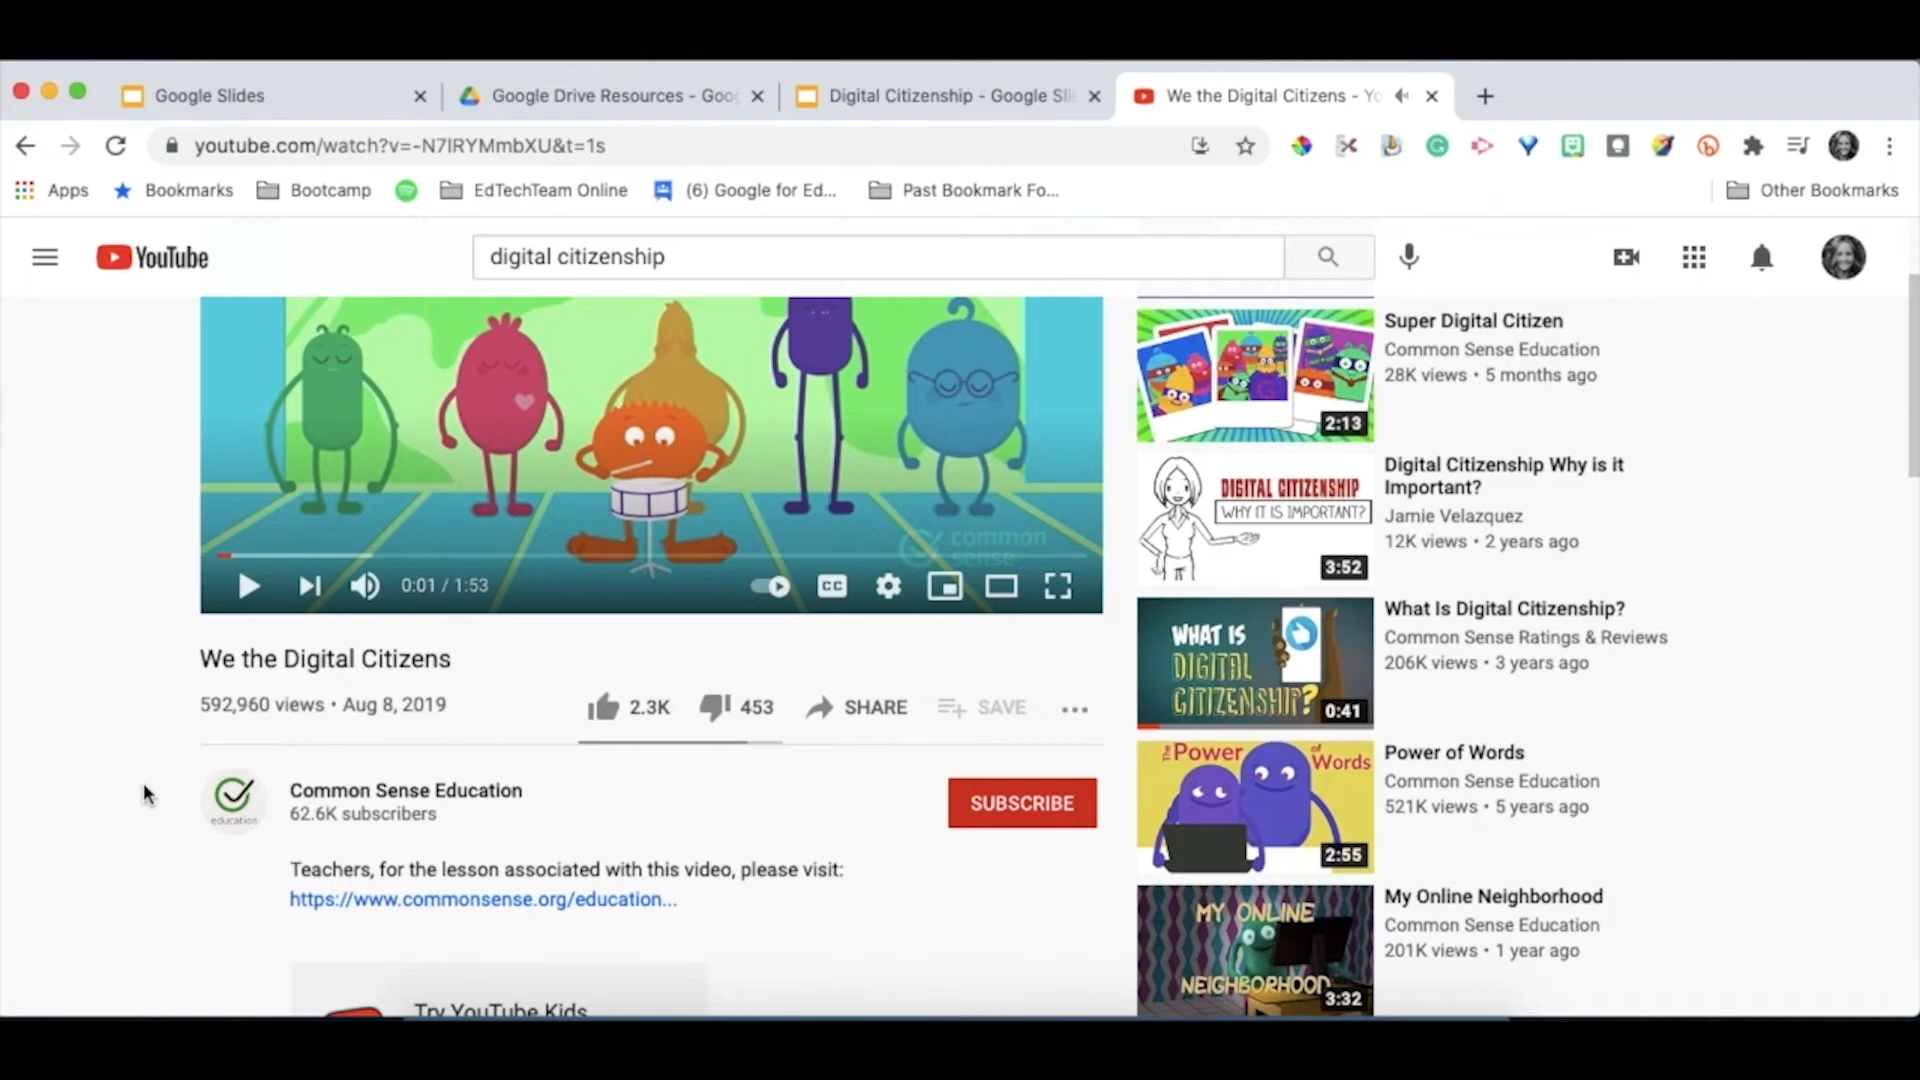 Google Slides
Google Drive Resources - Goo
Digital Citizenship - Google Sli
We the Digital Citizens - Yo
youtube.com/watch?v=-N7lRYMmbXU&t=1s
Apps
Bookmarks
Bootcamp
EdTechTeam Online
(6) Google for Ed...
Past Bookmark Fo...
Other Bookmarks
YouTube
digital citizenship
common
sense
0:01 / 1:53
CC
We the Digital Citizens
592,960 views • Aug 8, 2019
2.3K
453
SHARE
SAVE
education
Common Sense Education
62.6K subscribers
SUBSCRIBE
Teachers, for the lesson associated with this video, please visit:
https://www.commonsense.org/education...
Try YouTube Kids
2:13
Super Digital Citizen
Common Sense Education
28K views • 5 months ago
DIGITAL CITIZENSHIP
WHY IT IS IMPORTANT?
3:52
Digital Citizenship Why is it
Important?
Jamie Velazquez
12K views • 2 years ago
WHAT IS
DIGITAL
CITIZENSHIP?
0:41
What Is Digital Citizenship?
Common Sense Ratings & Reviews
206K views • 3 years ago
The Power of Words
2:55
Power of Words
Common Sense Education
521K views • 5 years ago
MY ONLINE
NEIGHBORHOOD
3:32
My Online Neighborhood
Common Sense Education
201K views • 1 year ago